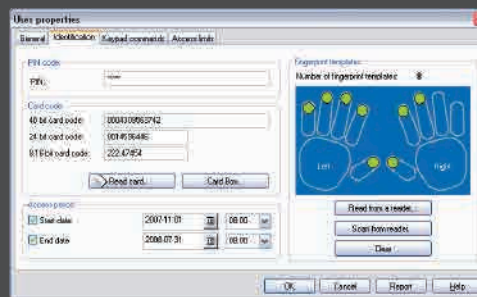 User properties
General Identification Keypad commands Access limits
PIN code
PIN:
Card code
40 bit card code:
24 bit card code:
8/16 bit card code: 222.47454
Read card... Card Box...
Access period
Start date: 2007-11-01 08:00
End date: 2008-07-31 08:00
Fingerprint templates
Number of fingerprint templates: 8
Left Right
Read from a reader...
Scan from reader
Clear
OK Cancel Report Help